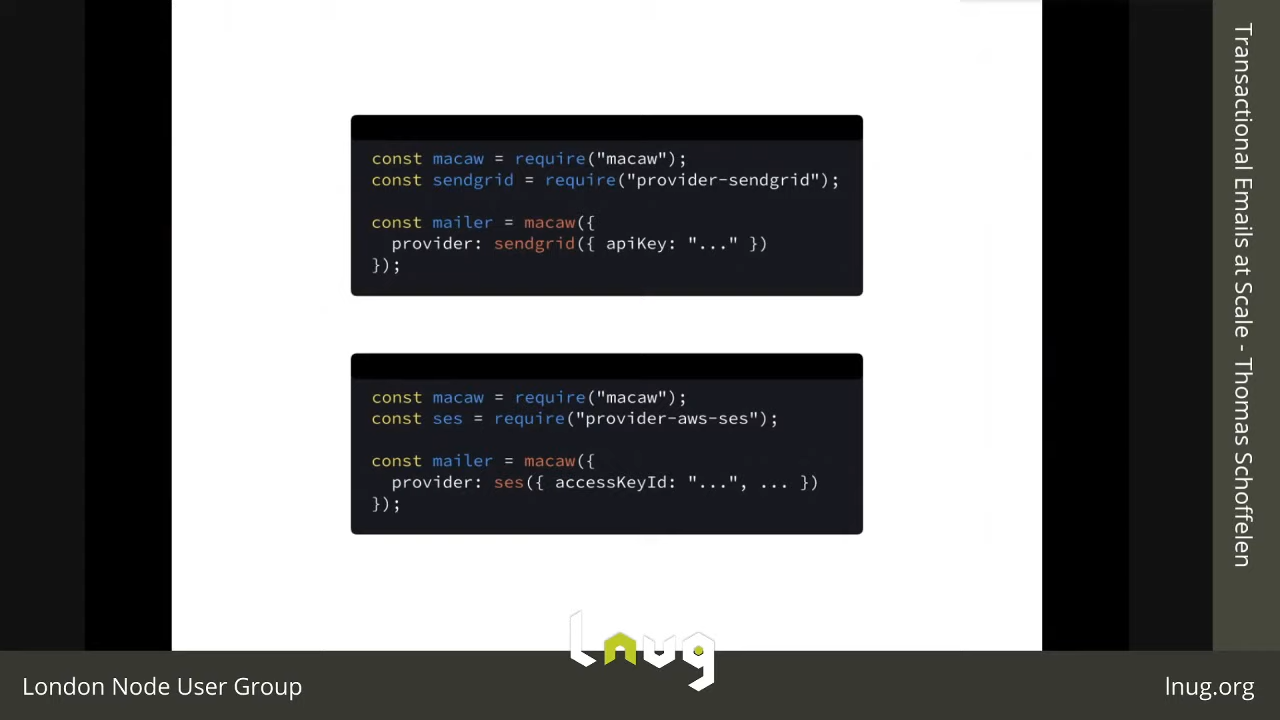 const macaw = require("macaw");
const sendgrid = require("provider-sendgrid");
const mailer = macaw({
  provider: sendgrid({ apiKey: "..." })
});
const macaw = require("macaw");
const ses = require("provider-aws-ses");
const mailer = macaw({
  provider: ses({ accessKeyId: "...", ... })
});
Transactional Emails at Scale - Thomas Schoffelen
lnug
London Node User Group
lnug.org